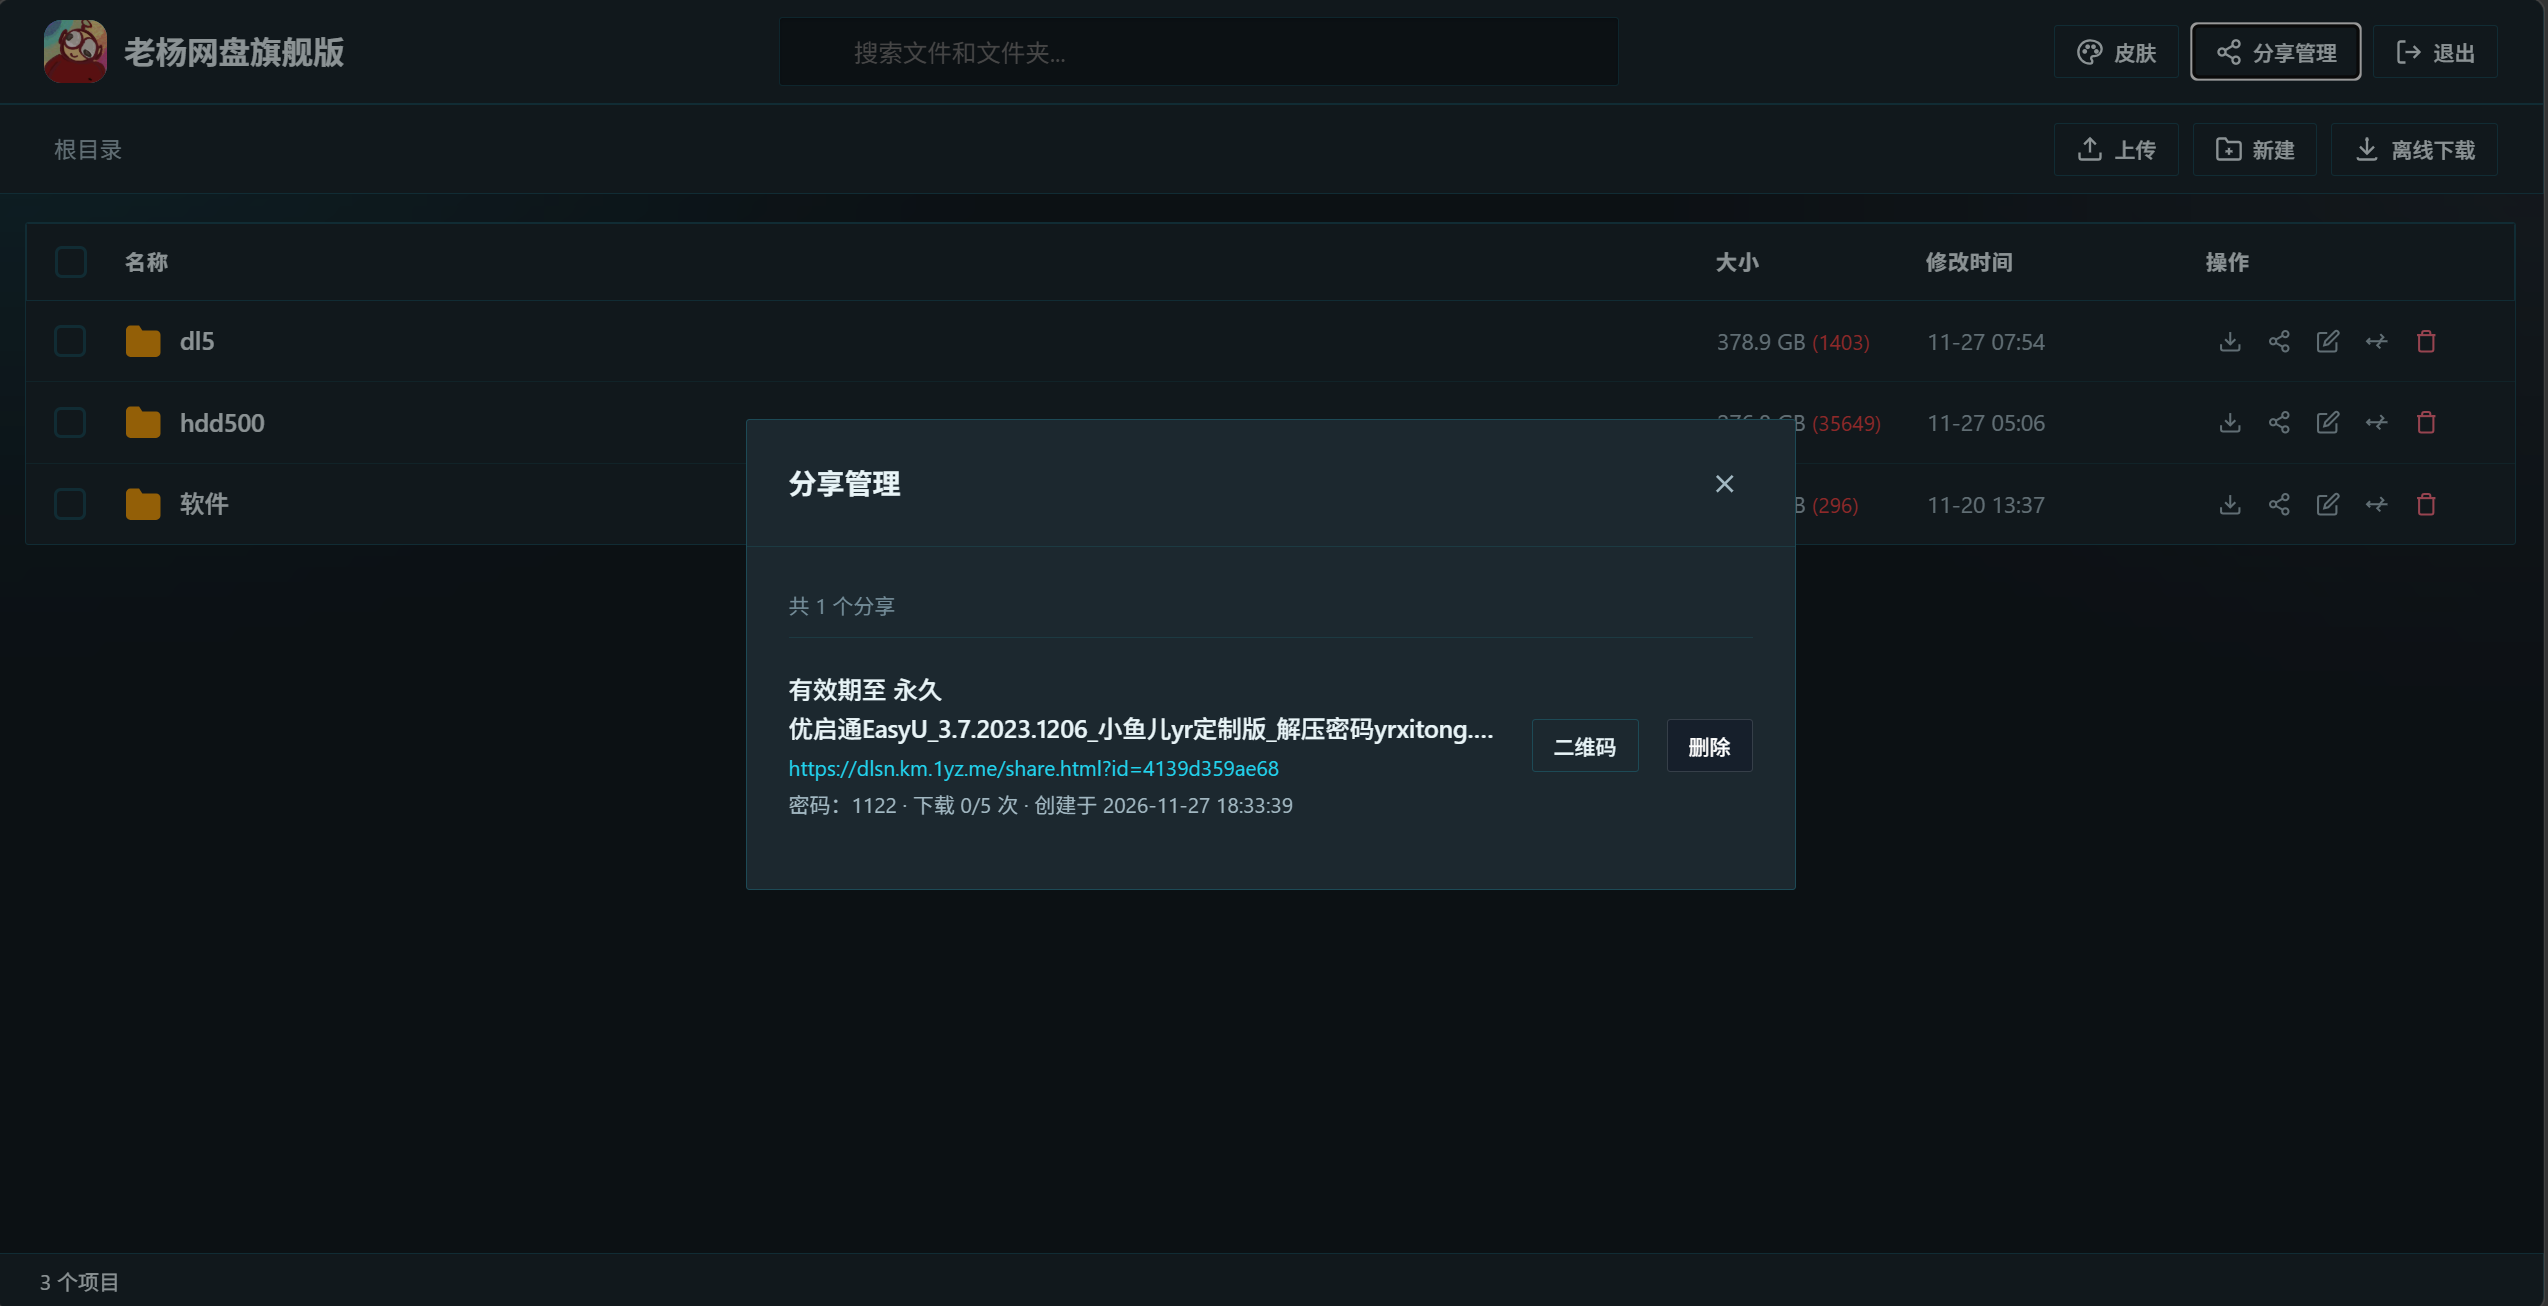 老杨网盘旗舰版
搜索文件和文件夹...
皮肤
分享管理
退出
根目录
上传
新建
离线下载
名称
大小
修改时间
操作
dl5
378.9 GB (1403)
11-27 07:54
hdd500
B (35649)
11-27 05:06
软件
B (296)
11-20 13:37
分享管理
共 1 个分享
有效期至 永久
优启通EasyU_3.7.2023.1206_小鱼儿yr定制版_解压密码yrxitong....
https://dlsn.km.1yz.me/share.html?id=4139d359ae68
密码：1122 · 下载 0/5 次 · 创建于 2026-11-27 18:33:39
二维码
删除
3 个项目